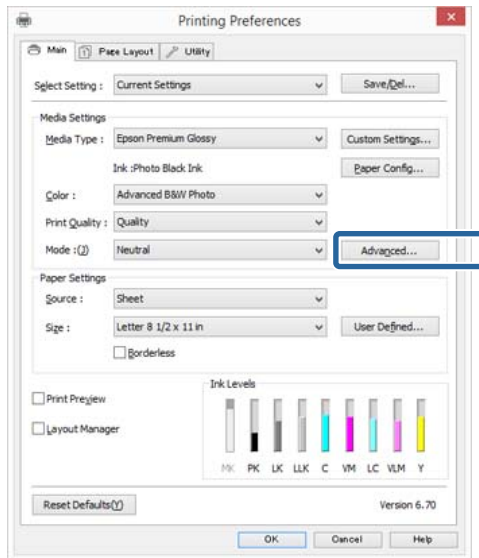 Printing Preferences
Main Page Layout Utility
Select Setting : Current Settings Save/Del...
Media Settings
Media Type : Epson Premium Glossy Custom Settings...
Ink :Photo Black Ink Paper Config...
Color : Advanced B&W Photo
Print Quality : Quality
Mode :(J) Neutral Advanced...
Paper Settings
Source : Sheet
Size : Letter 8 1/2 x 11 in User Defined...
Borderless
Ink Levels
Print Preview
Layout Manager
MK PK LK LLK C VM LC VLM Y
Reset Defaults(Y) Version 6.70
OK Cancel Help